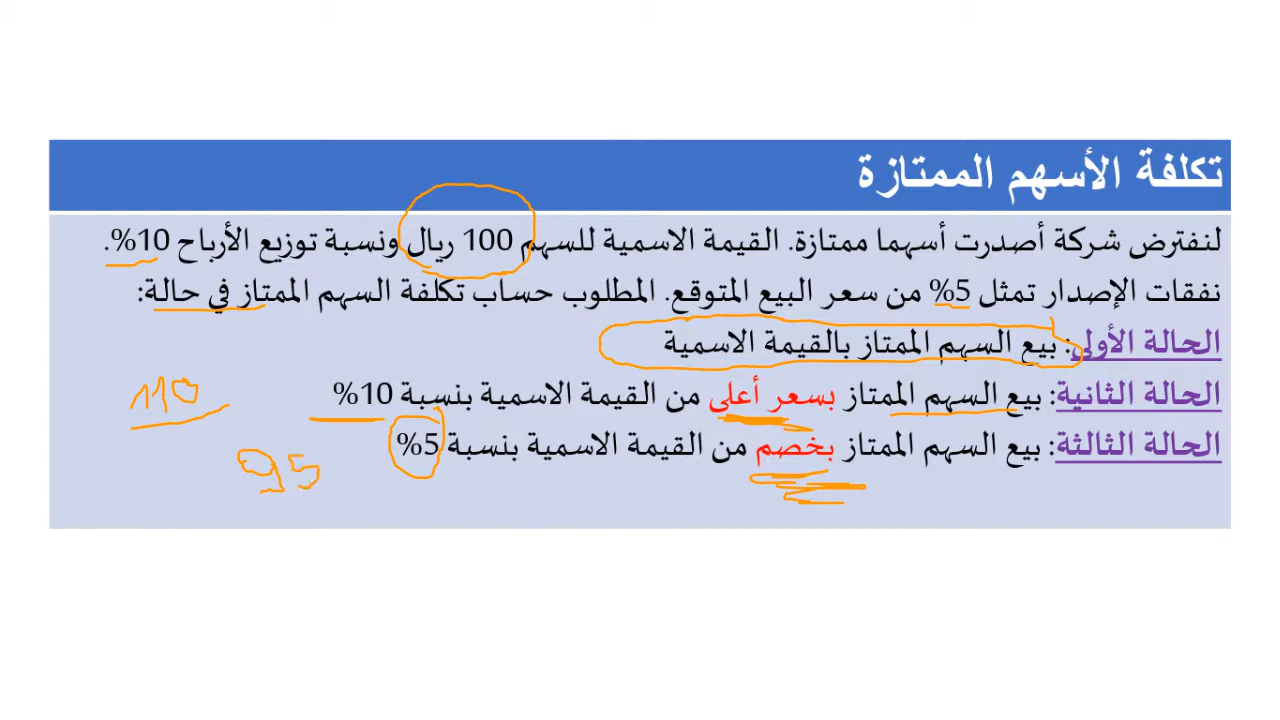 تكلفة الأسهم الممتازة
لنفترض شركة أصدرت أسهما ممتازة. القيمة الاسمية للسهم 100 ريال ونسبة توزيع الأرباح 10%.
نفقات الإصدار تمثل 5% من سعر البيع المتوقع. المطلوب حساب تكلفة السهم الممتاز في حالة:
الحالة الأولى: بيع السهم الممتاز بالقيمة الاسمية
الحالة الثانية: بيع السهم الممتاز بسعر أعلى من القيمة الاسمية بنسبة 10%
110
الحالة الثالثة: بيع السهم الممتاز بخصم من القيمة الاسمية بنسبة 5%
95